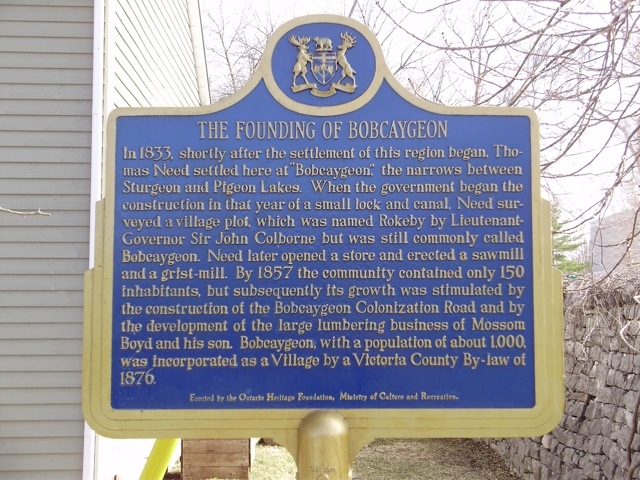 THE FOUNDING OF BOBCAYGEON
In 1833, shortly after the settlement of this region began, Tho-
mas Need settled here at "Bobcaygeon," the narrows between
Sturgeon and Pigeon Lakes. When the government began the
construction in that year of a small lock and canal, Need sur-
veyed a village plot, which was named Rokeby by Lieutenant-
Governor Sir John Colborne but was still commonly called
Bobcaygeon. Need later opened a store and erected a sawmill
and a grist-mill. By 1857 the community contained only 150
inhabitants, but subsequently its growth was stimulated by
the construction of the Bobcaygeon Colonization Road and by
the development of the large lumbering business of Mossom
Boyd and his son. Bobcaygeon, with a population of about 1,000,
was incorporated as a Village by a Victoria County By-law of
1876.
Erected by the Ontario Heritage Foundation, Ministry of Culture and Recreation.